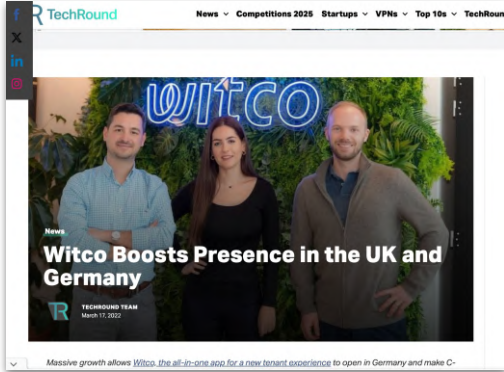 TechRound
News
Competitions 2025
Startups
VPNs
Top 10s
TechRoun
witco
News
Witco Boosts Presence in the UK and
Germany
TECHROUND TEAM
March 17, 2022
Massive growth allows Witco, the all-in-one app for a new tenant experience to open in Germany and make C-